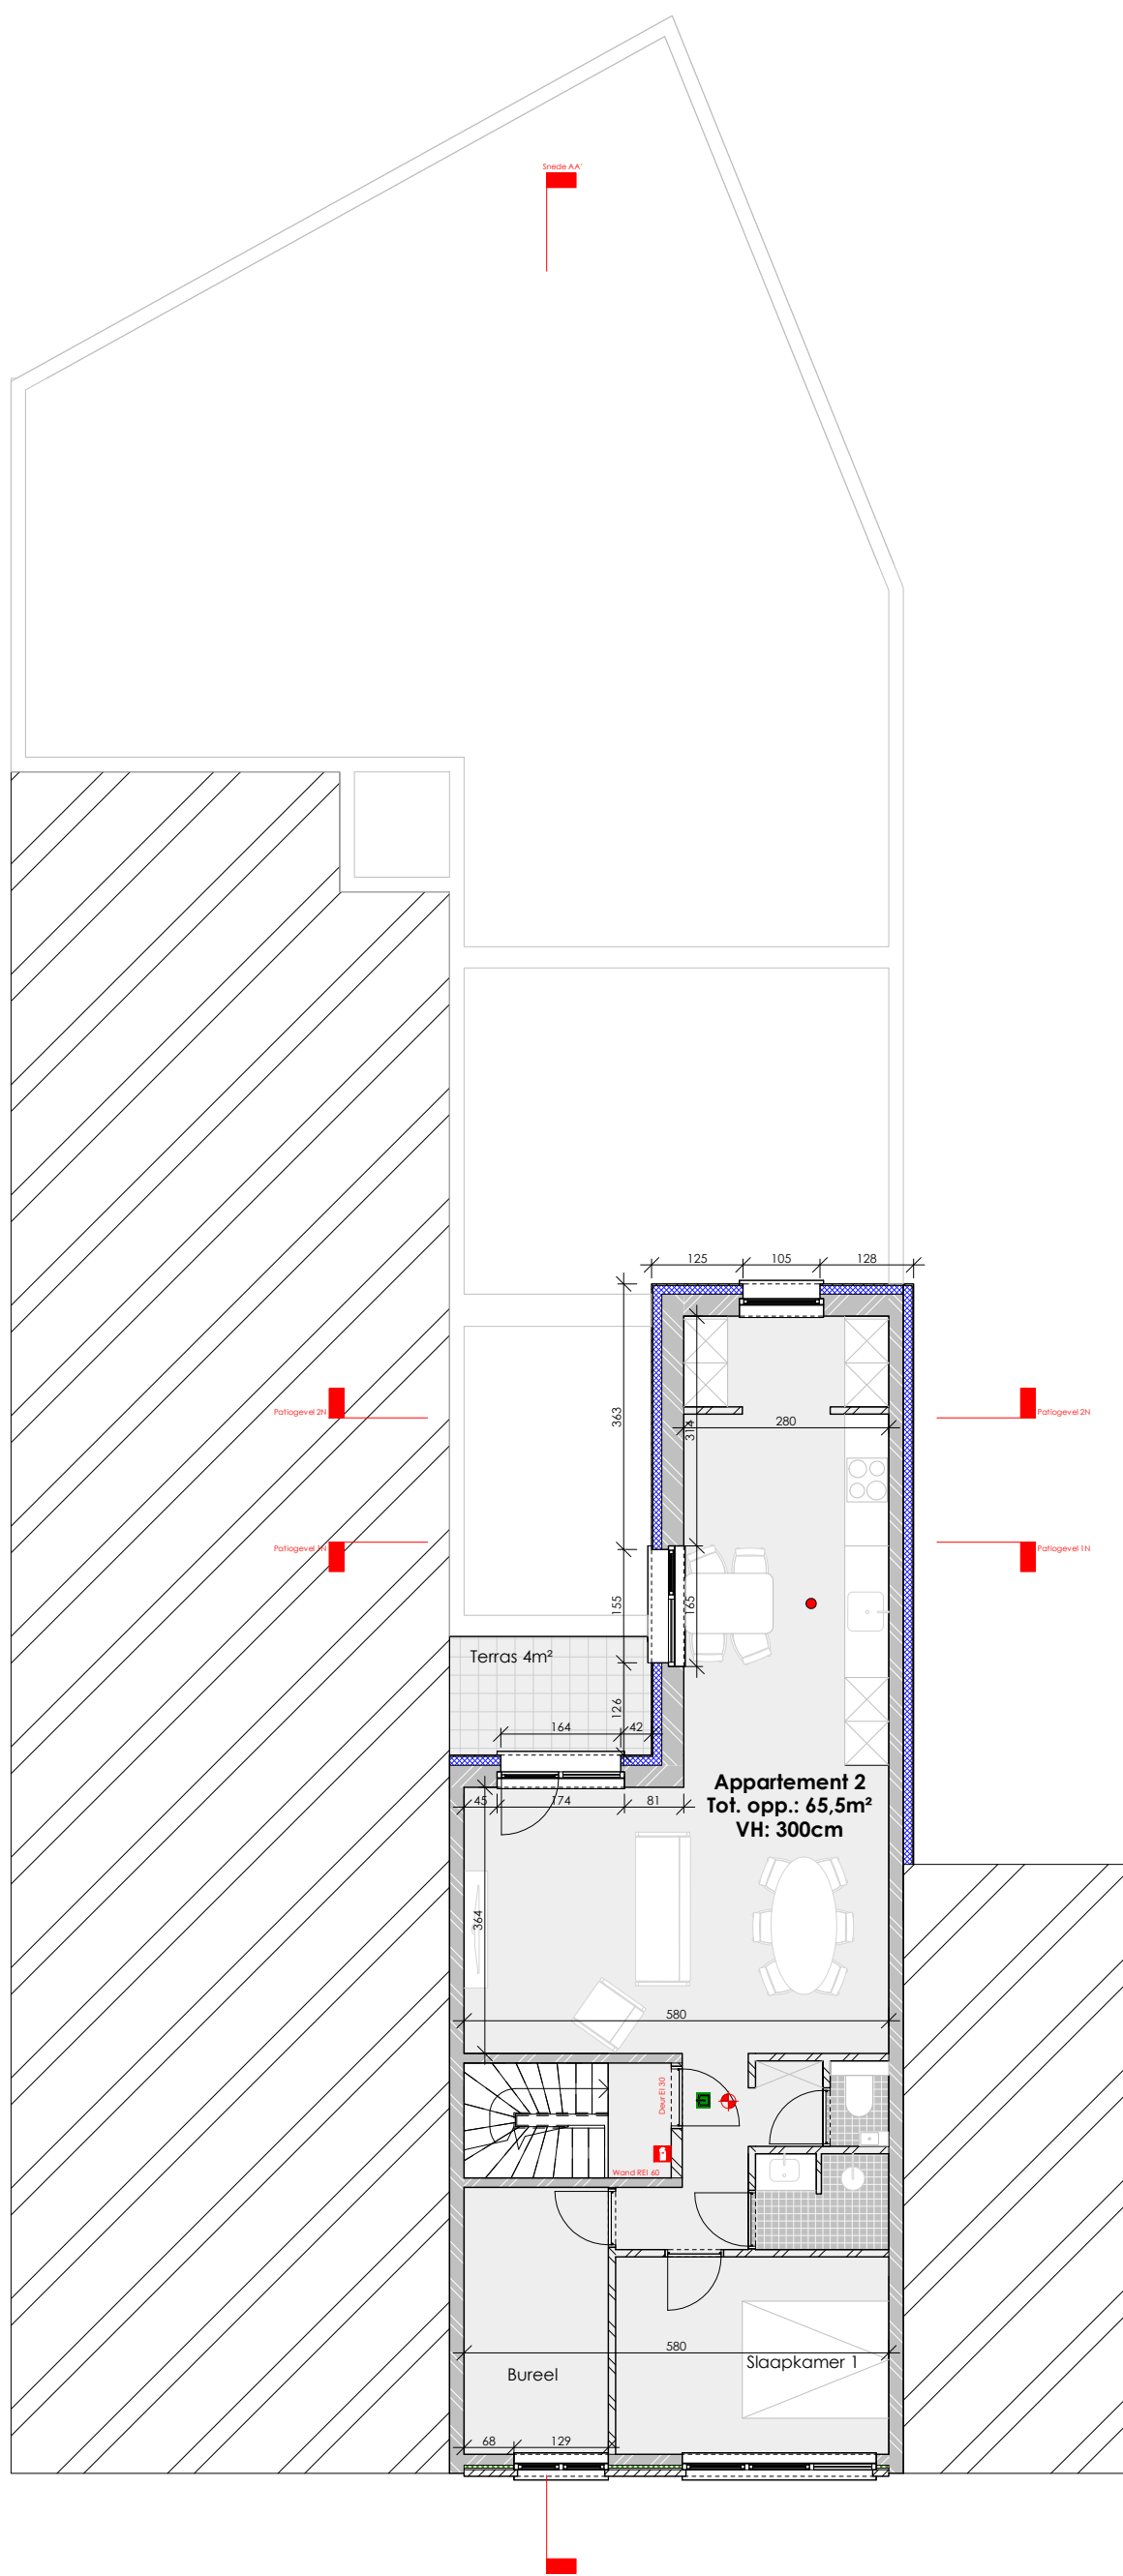 Snede AA'
125
105
128
363
314
280
Patiogevel 2N
Patiogevel 2N
Patiogevel 1N
Patiogevel 1N
155
165
Terras 4m²
126
164
42
Appartement 2
Tot. opp.: 65,5m²
VH: 300cm
45
174
81
364
580
Deur EI 30
Wand REI 60
580
Slaapkamer 1
Bureel
68
129